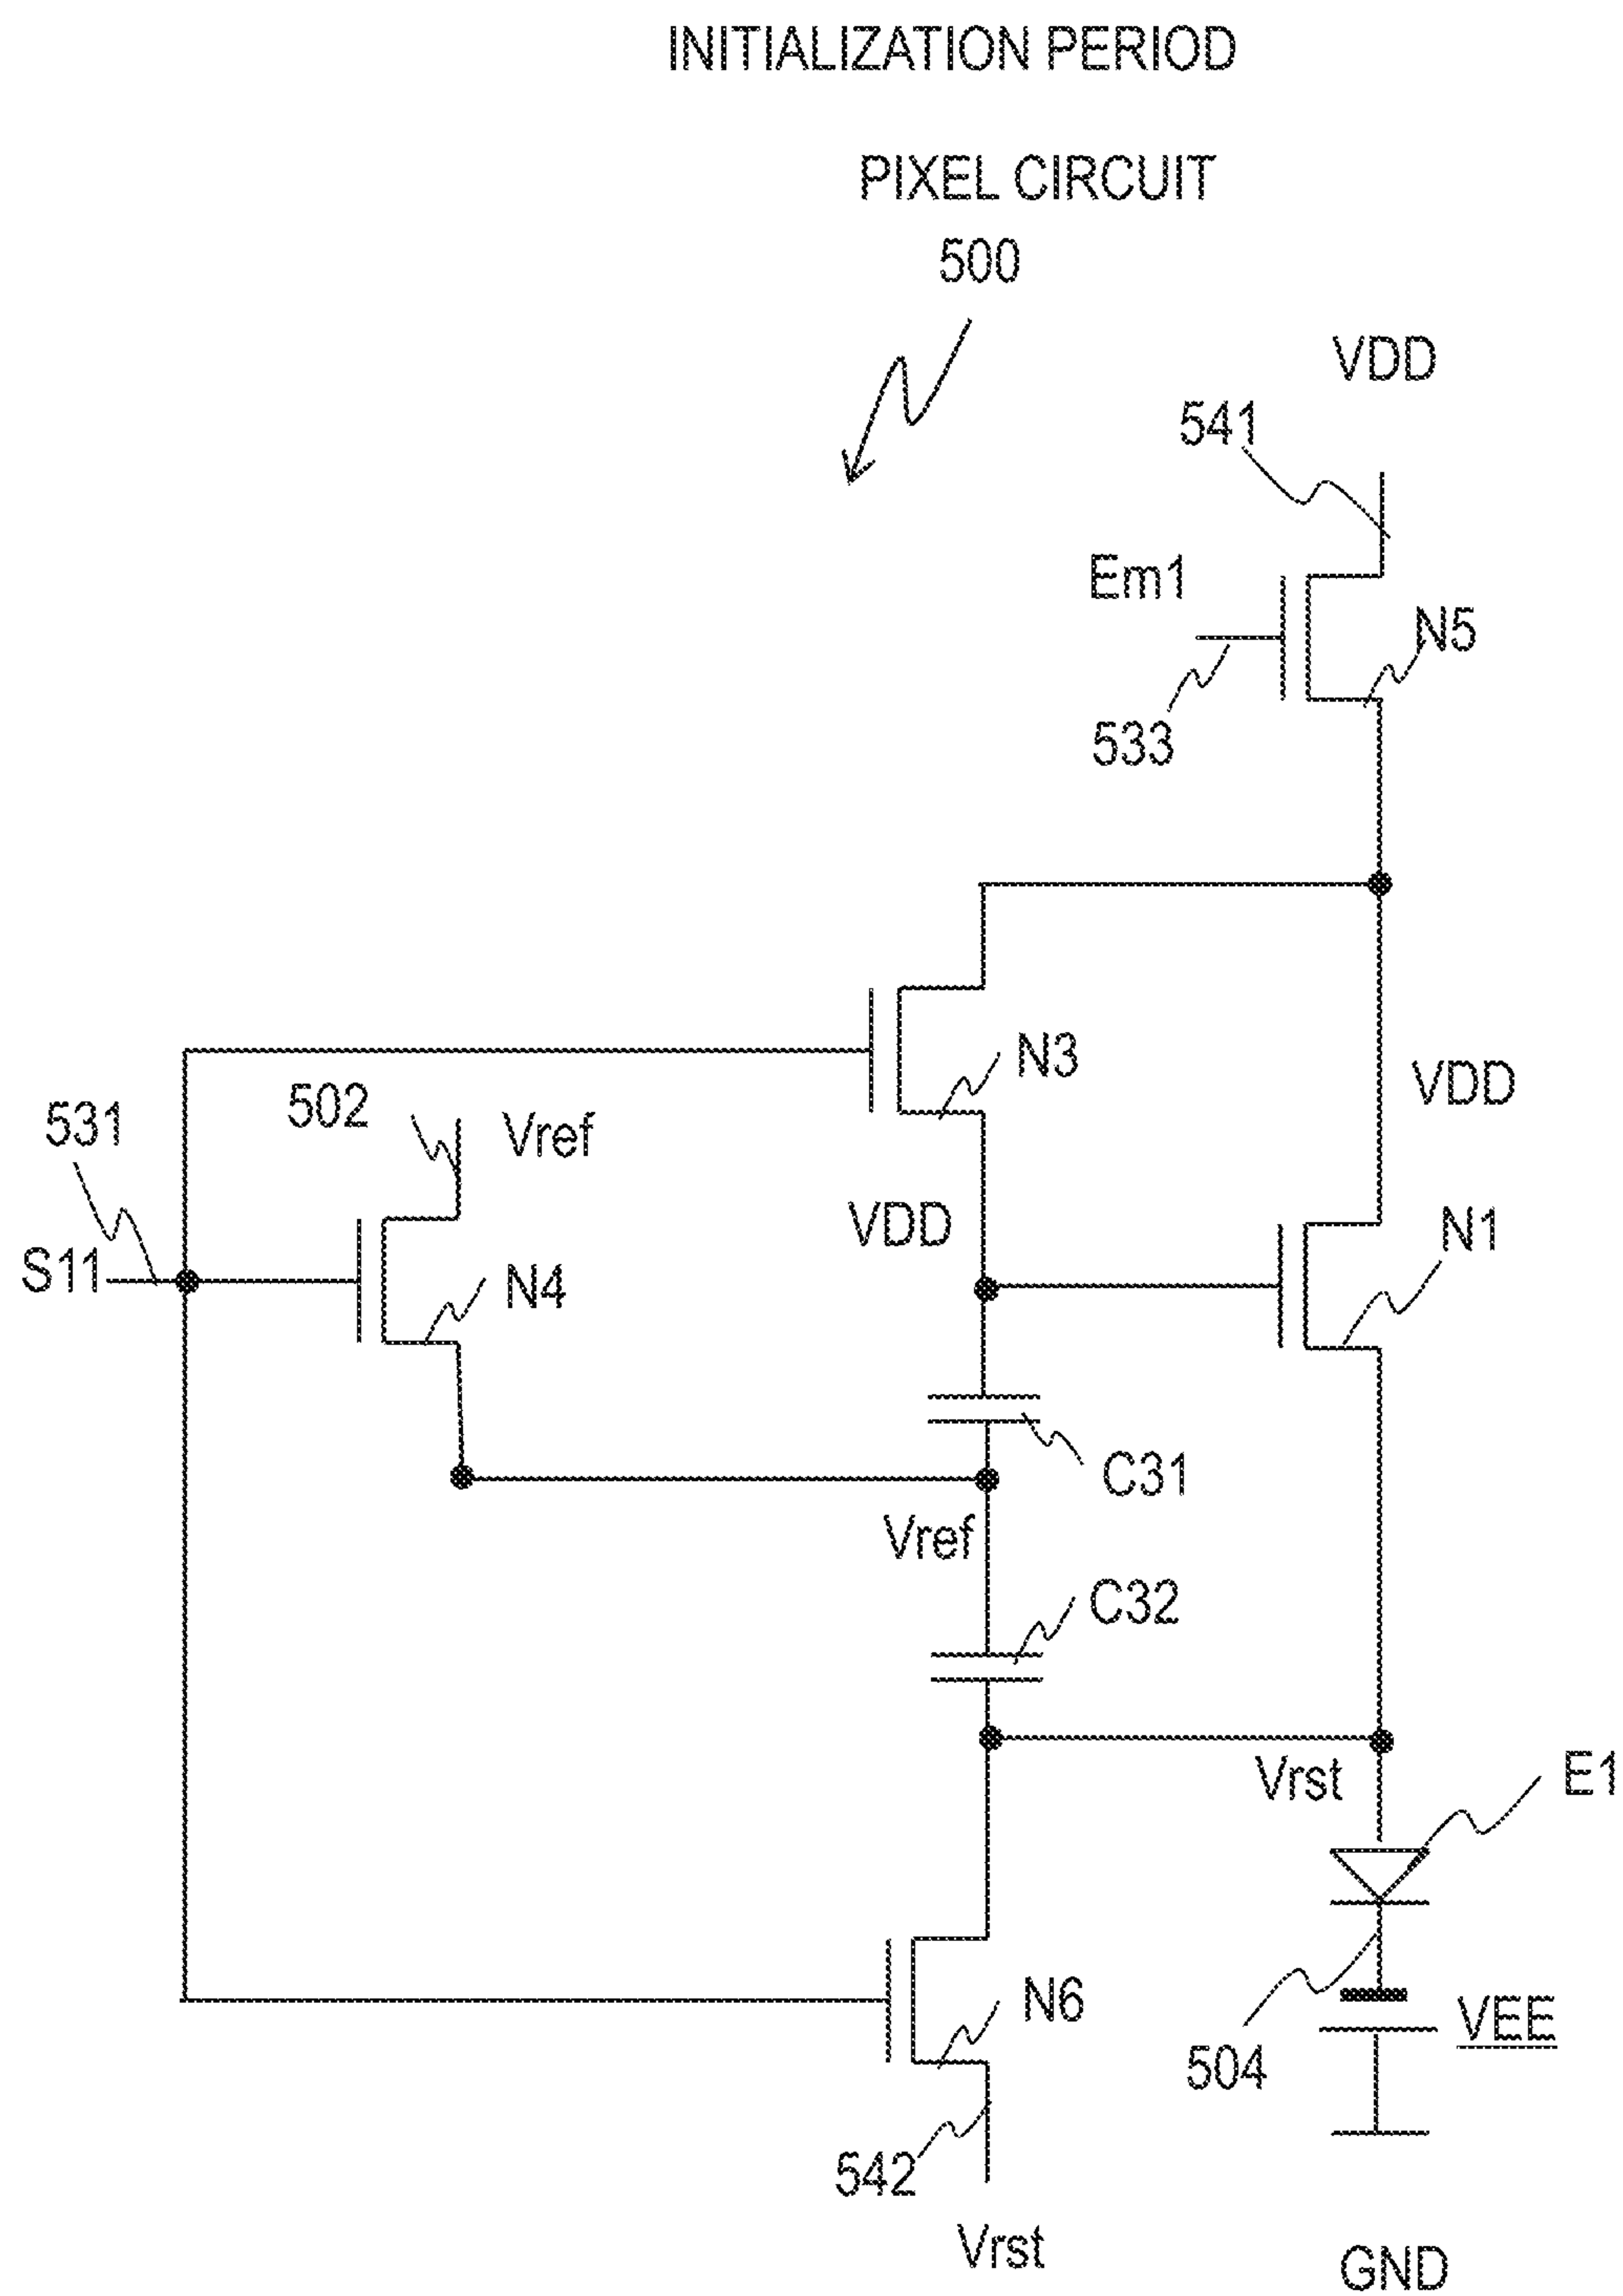 INITIALIZATION PERIOD
PIXEL CIRCUIT
500
VDD
541
Em1
N5
533
N3
VDD
502
Vref
531
VDD
N1
S11
N4
C31
Vref
C32
Vrst
E1
N6
VEE
504
542
Vrst
GND